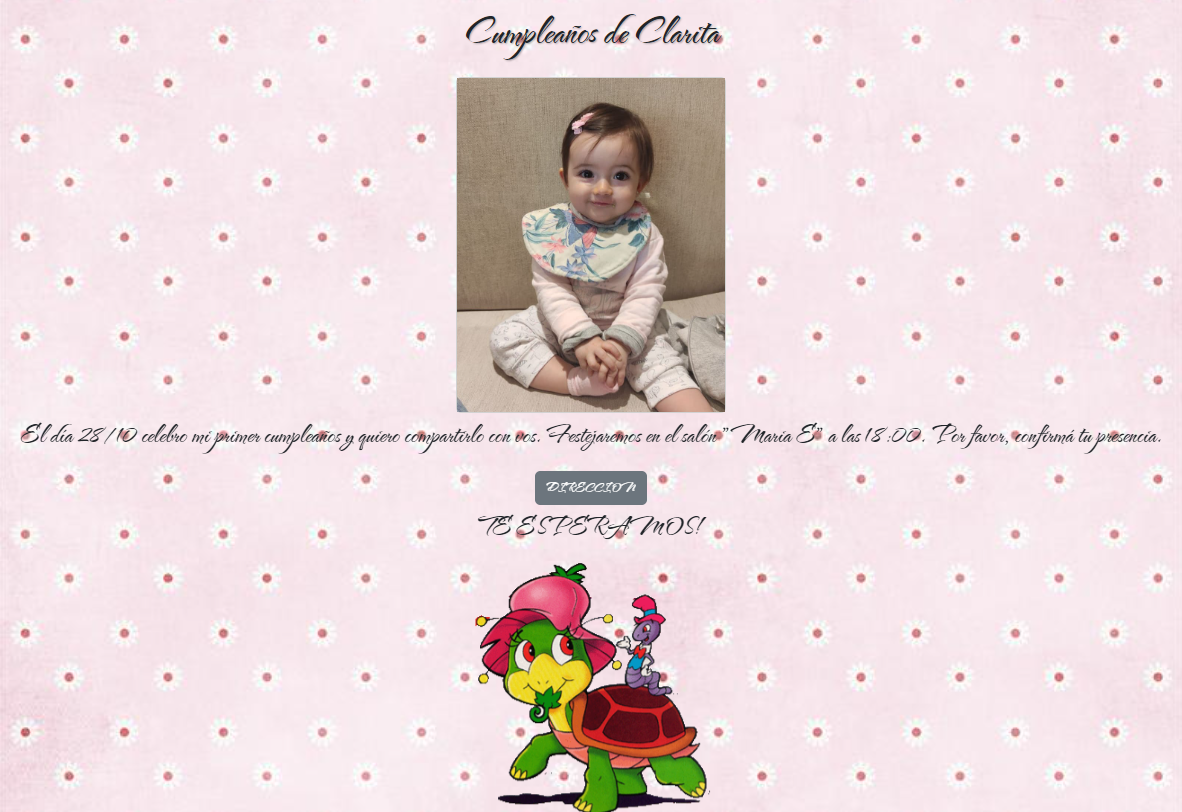 Cumpleaños de Clarita
El día 28/10 celebro mi primer cumpleaños y quiero compartirlo con vos. Festejaremos en el salón "María E" a las 18:00. Por favor, confirmá tu presencia.
DIRECCION
TE ESPERAMOS!